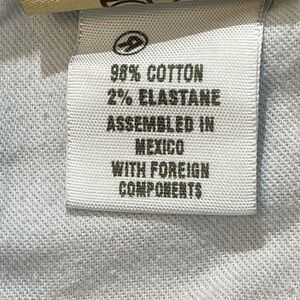 98% COTTON
2% ELASTANE
ASSEMBLED IN
MEXICO
WITH FOREIGN
COMPONENTS